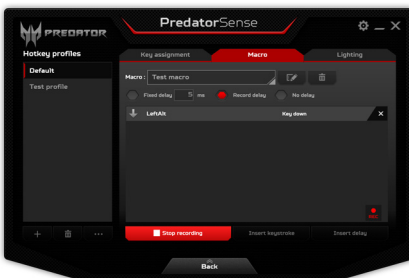 PREDATOR
PredatorSense
Hotkey profiles
Key assignment Macro Lighting
Default
Macro : Test macro
Test profile
Fixed delay 5 ms Record delay No delay
LeftAlt Key down X
REC
Stop recording Insert keystroke Insert delay
Back